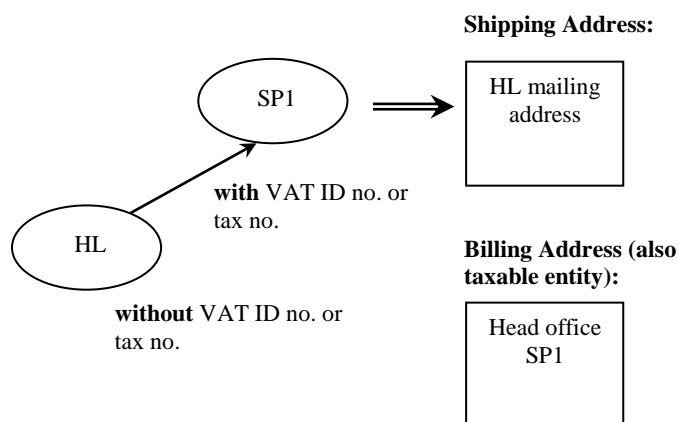 Shipping Address:
SP1
HL mailing
address
with VAT ID no. or
tax no.
HL
Billing Address (also
taxable entity):
without VAT ID no. or
tax no.
Head office
SP1